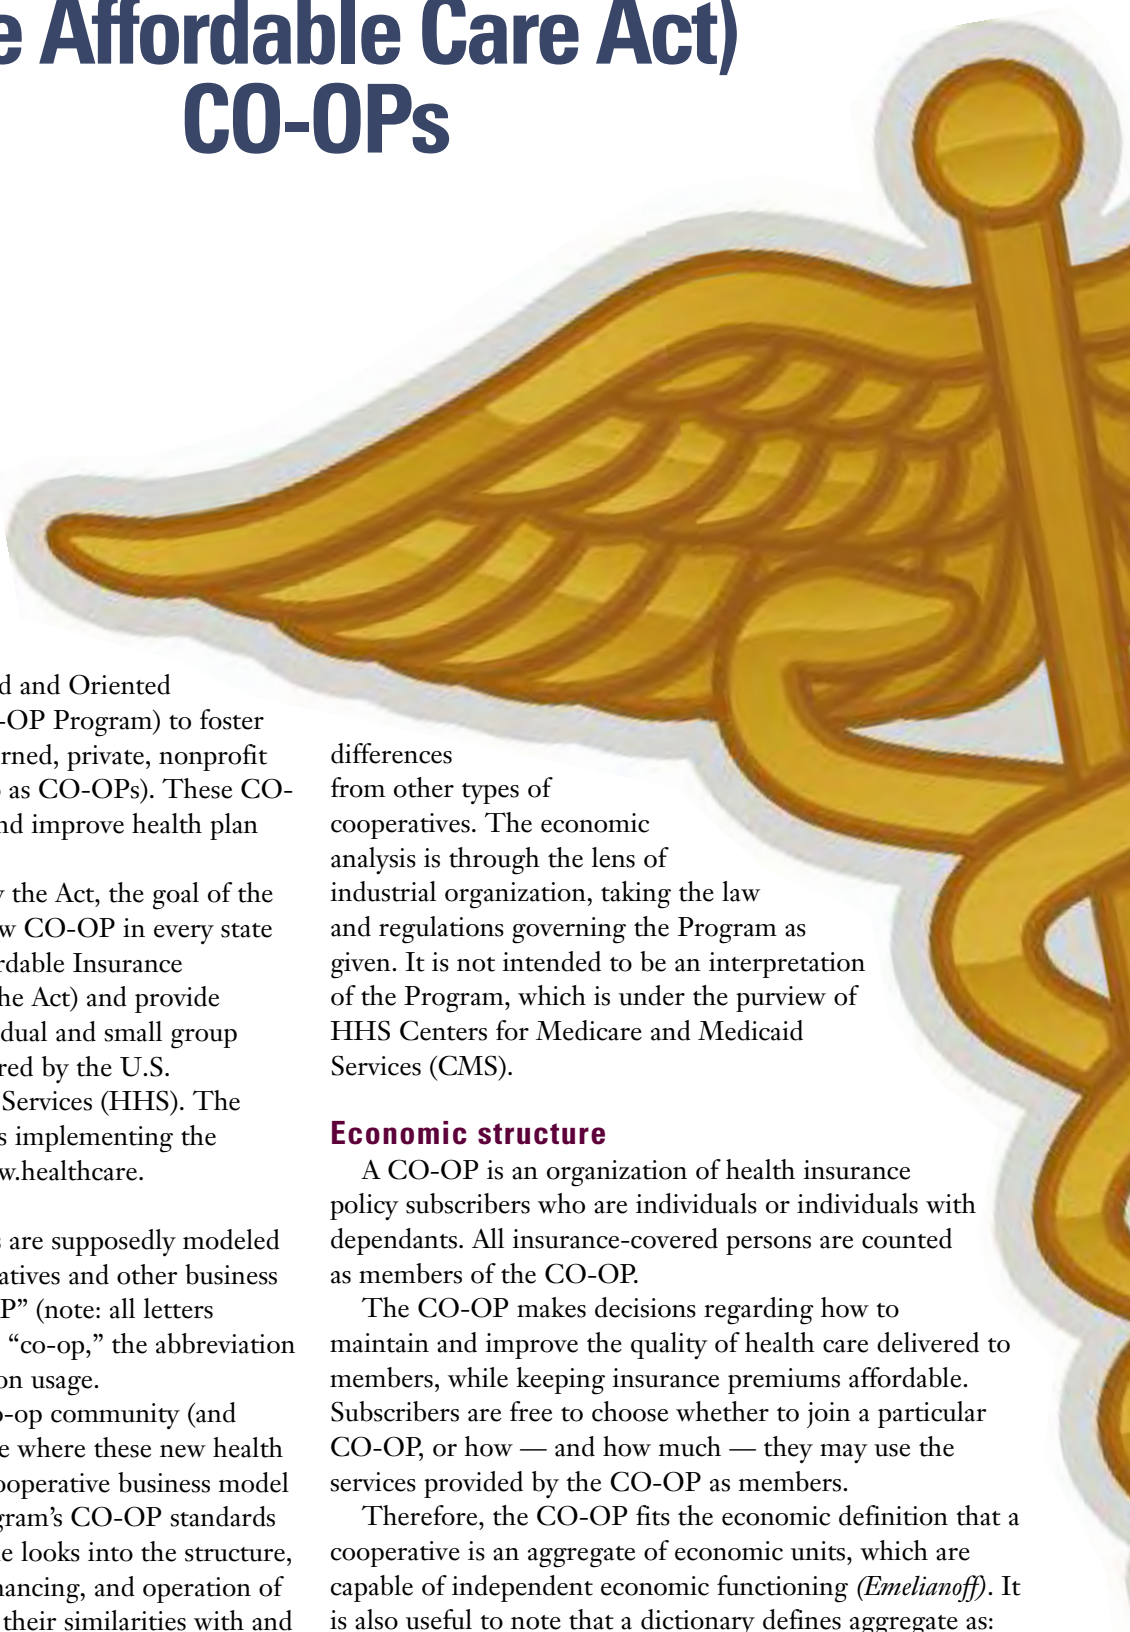 e Affordable Care Act)
CO-OPs
d and Oriented
-OP Program) to foster
rned, private, nonprofit
as CO-OPs). These CO-
nd improve health plan
the Act, the goal of the
w CO-OP in every state
rdable Insurance
he Act) and provide
dual and small group
red by the U.S.
Services (HHS). The
s implementing the
w.healthcare.
s are supposedly modeled
atives and other business
P” (note: all letters
“co-op,” the abbreviation
on usage.
o-op community (and
e where these new health
ooperative business model
gram’s CO-OP standards
e looks into the structure,
nancing, and operation of
their similarities with and
differences
from other types of
cooperatives. The economic
analysis is through the lens of
industrial organization, taking the law
and regulations governing the Program as
given. It is not intended to be an interpretation
of the Program, which is under the purview of
HHS Centers for Medicare and Medicaid
Services (CMS).
Economic structure
A CO-OP is an organization of health insurance
policy subscribers who are individuals or individuals with
dependants. All insurance-covered persons are counted
as members of the CO-OP.
The CO-OP makes decisions regarding how to
maintain and improve the quality of health care delivered to
members, while keeping insurance premiums affordable.
Subscribers are free to choose whether to join a particular
CO-OP, or how — and how much — they may use the
services provided by the CO-OP as members.
Therefore, the CO-OP fits the economic definition that a
cooperative is an aggregate of economic units, which are
capable of independent economic functioning (Emelianoff). It
is also useful to note that a dictionary defines aggregate as: